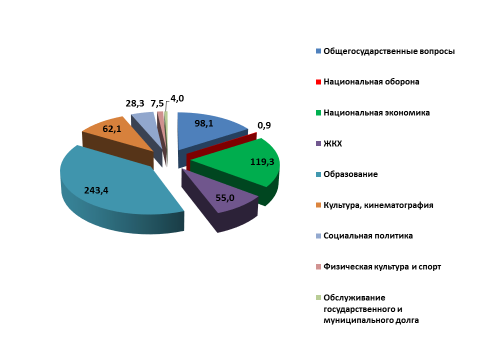 98,1
0,9
119,3
55,0
243,4
62,1
28,3
7,5
4,0
Общегосударственные вопросы
Национальная оборона
Национальная экономика
ЖКХ
Образование
Культура, кинематография
Социальная политика
Физическая культура и спорт
Обслуживание
государственного и
муниципального долга